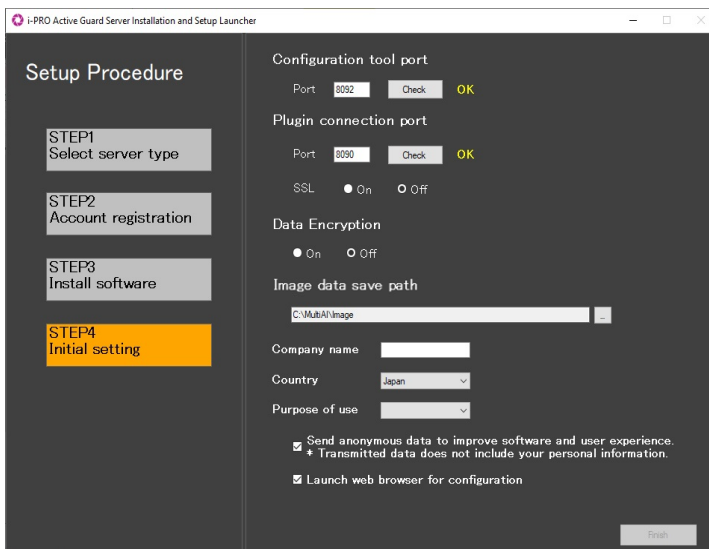 i-PRO Active Guard Server Installation and Setup Launcher
Setup Procedure
STEP1
Select server type
STEP2
Account registration
STEP3
Install software
STEP4
Initial setting
Configuration tool port
Port 8092 Check OK
Plugin connection port
Port 8090 Check OK
SSL On Off
Data Encryption
On Off
Image data save path
C:\MultiAI\Image ...
Company name
Country Japan
Purpose of use
Send anonymous data to improve software and user experience.
* Transmitted data does not include your personal information.
Launch web browser for configuration
Finish